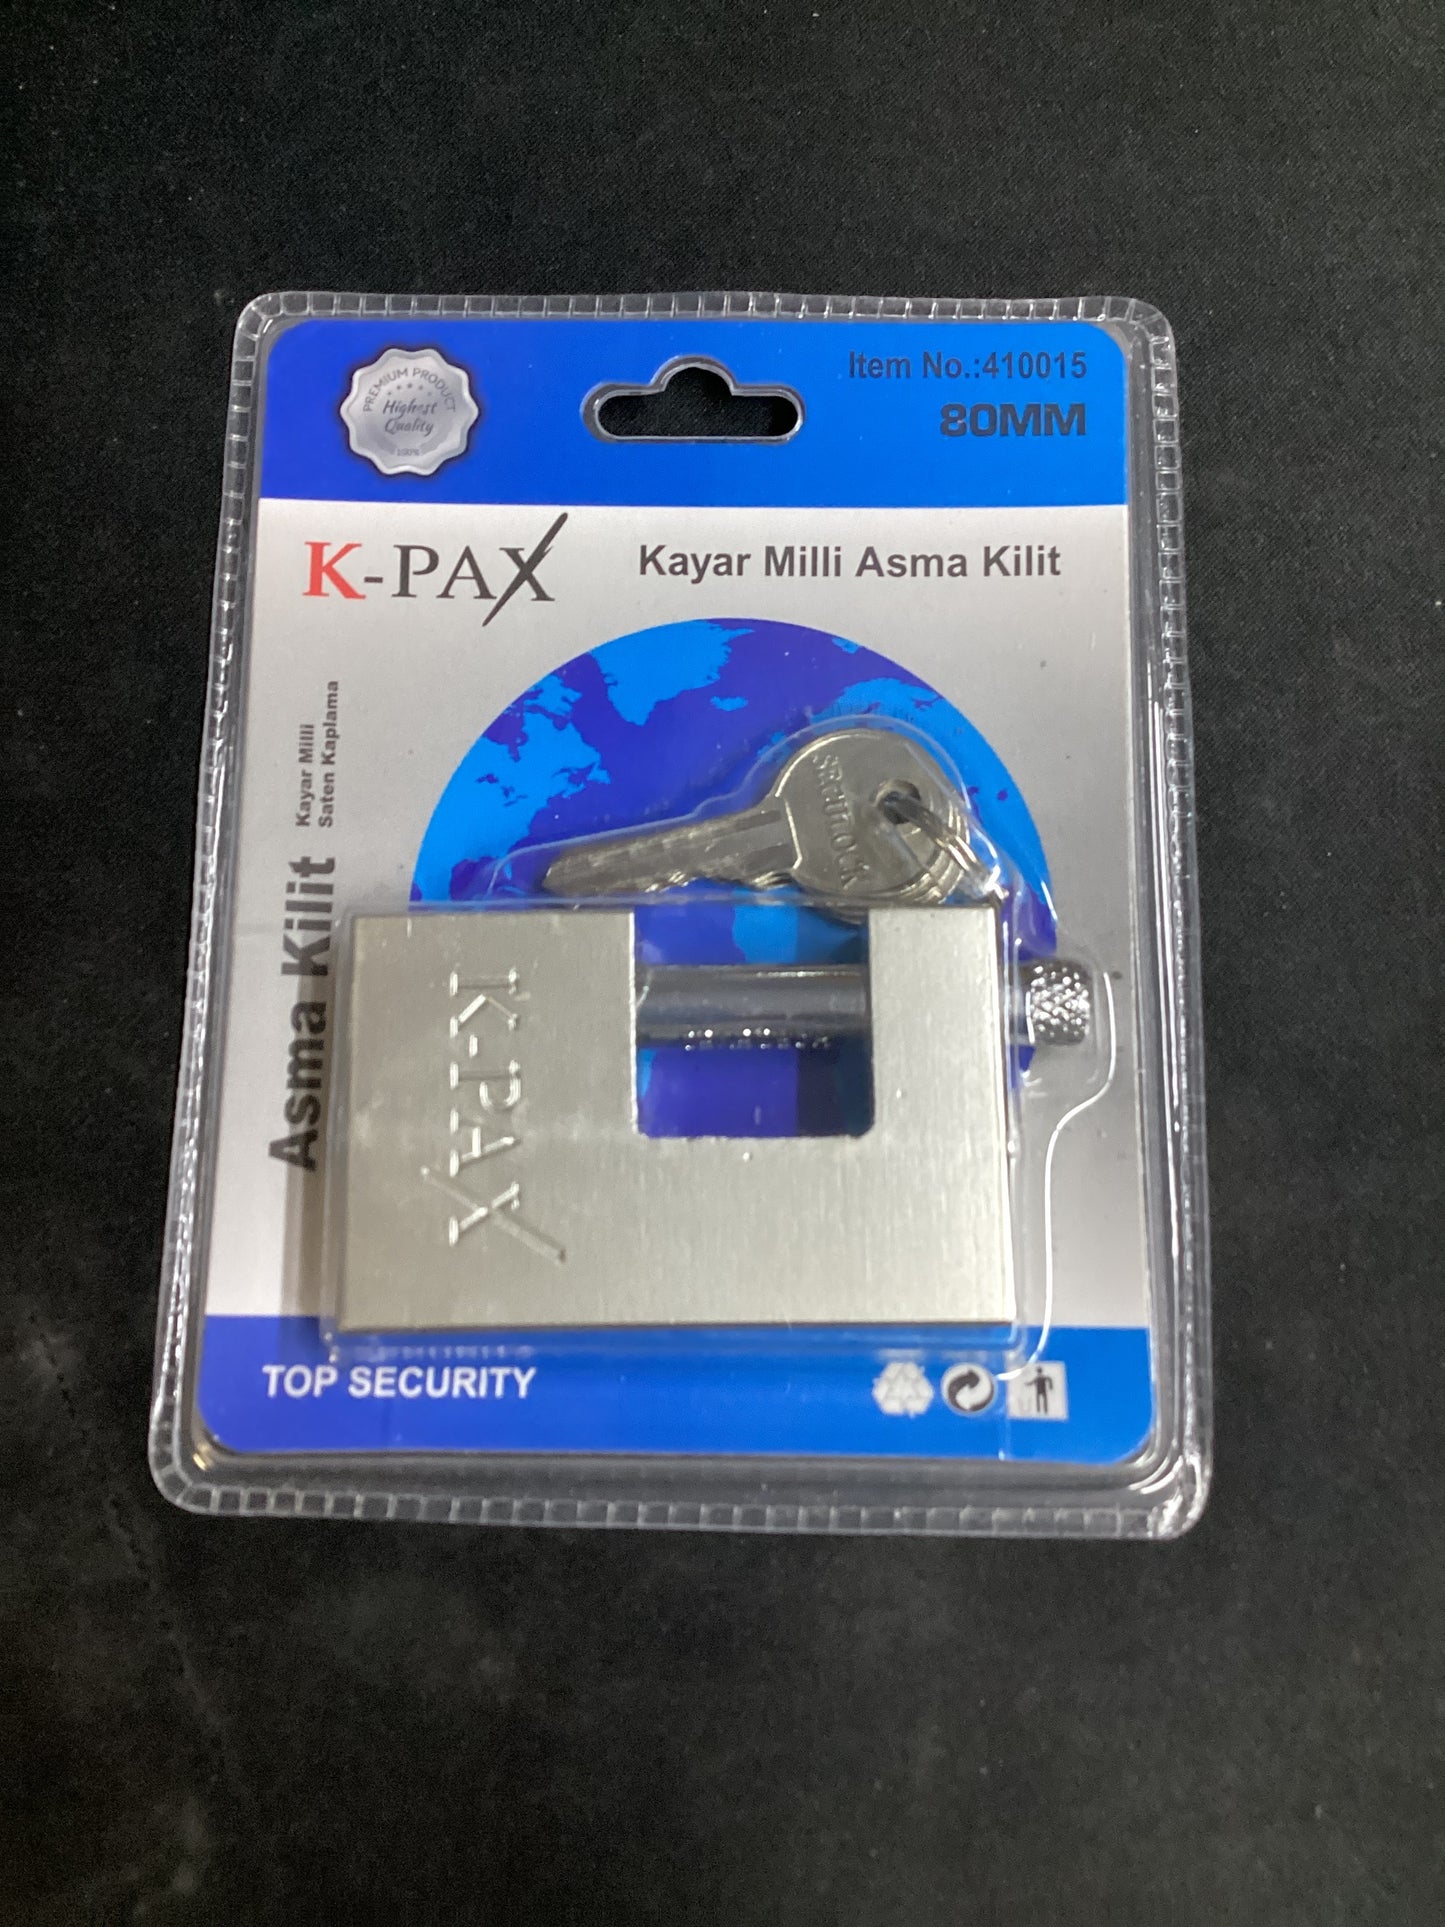 PREMIUM PRODUCT
Highest
Quality
100%
Item No.:410015
80MM
K-PAX
Kayar Milli Asma Kilit
Asma Kilit
Kayar Milli
Saten Kaplama
K-PAX
TOP SECURITY